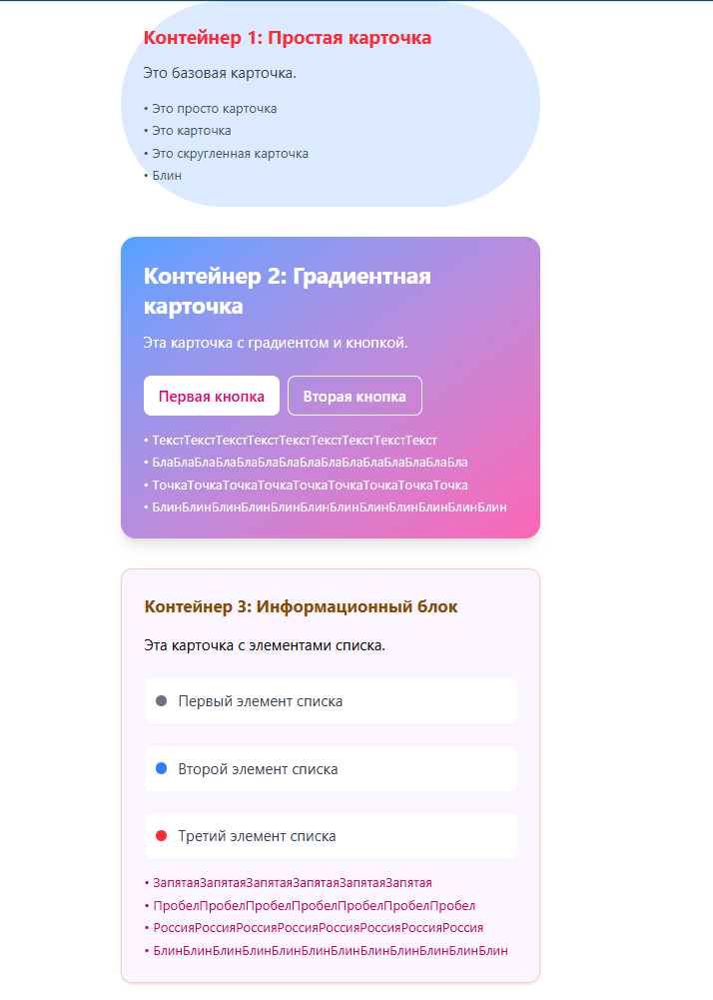 Контейнер 1: Простая карточка
Это базовая карточка.
• Это просто карточка
• Это карточка
• Это скругленная карточка
• Блин
Контейнер 2: Градиентная
карточка
Эта карточка с градиентом и кнопкой.
Первая кнопка Вторая кнопка
• ТекстТекстТекстТекстТекстТекстТекстТекстТекст
• БлаБлаБлаБлаБлаБлаБлаБлаБлаБлаБлаБлаБлаБлаБла
• ТочкаТочкаТочкаТочкаТочкаТочкаТочкаТочкаТочка
• БлинБлинБлинБлинБлинБлинБлинБлинБлинБлинБлинБлин
Контейнер 3: Информационный блок
Эта карточка с элементами списка.
Первый элемент списка
Второй элемент списка
Третий элемент списка
• ЗапятаяЗапятаяЗапятаяЗапятаяЗапятаяЗапятая
• ПробелПробелПробелПробелПробелПробелПробел
• РоссияРоссияРоссияРоссияРоссияРоссияРоссияРоссия
• БлинБлинБлинБлинБлинБлинБлинБлинБлинБлинБлинБлин